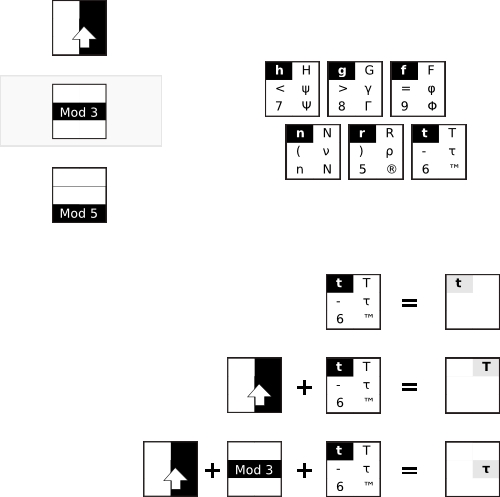 Mod 3
Mod 5
h H g G f F
< ψ > γ = φ
7 Ψ 8 Γ 9 Φ
n N r R t T
( ν ) ρ - τ
n N 5 ® 6 ™
t T = t
- τ
6 ™
+ t T = T
- τ
6 ™
+ Mod 3 + t T = τ
- τ
6 ™